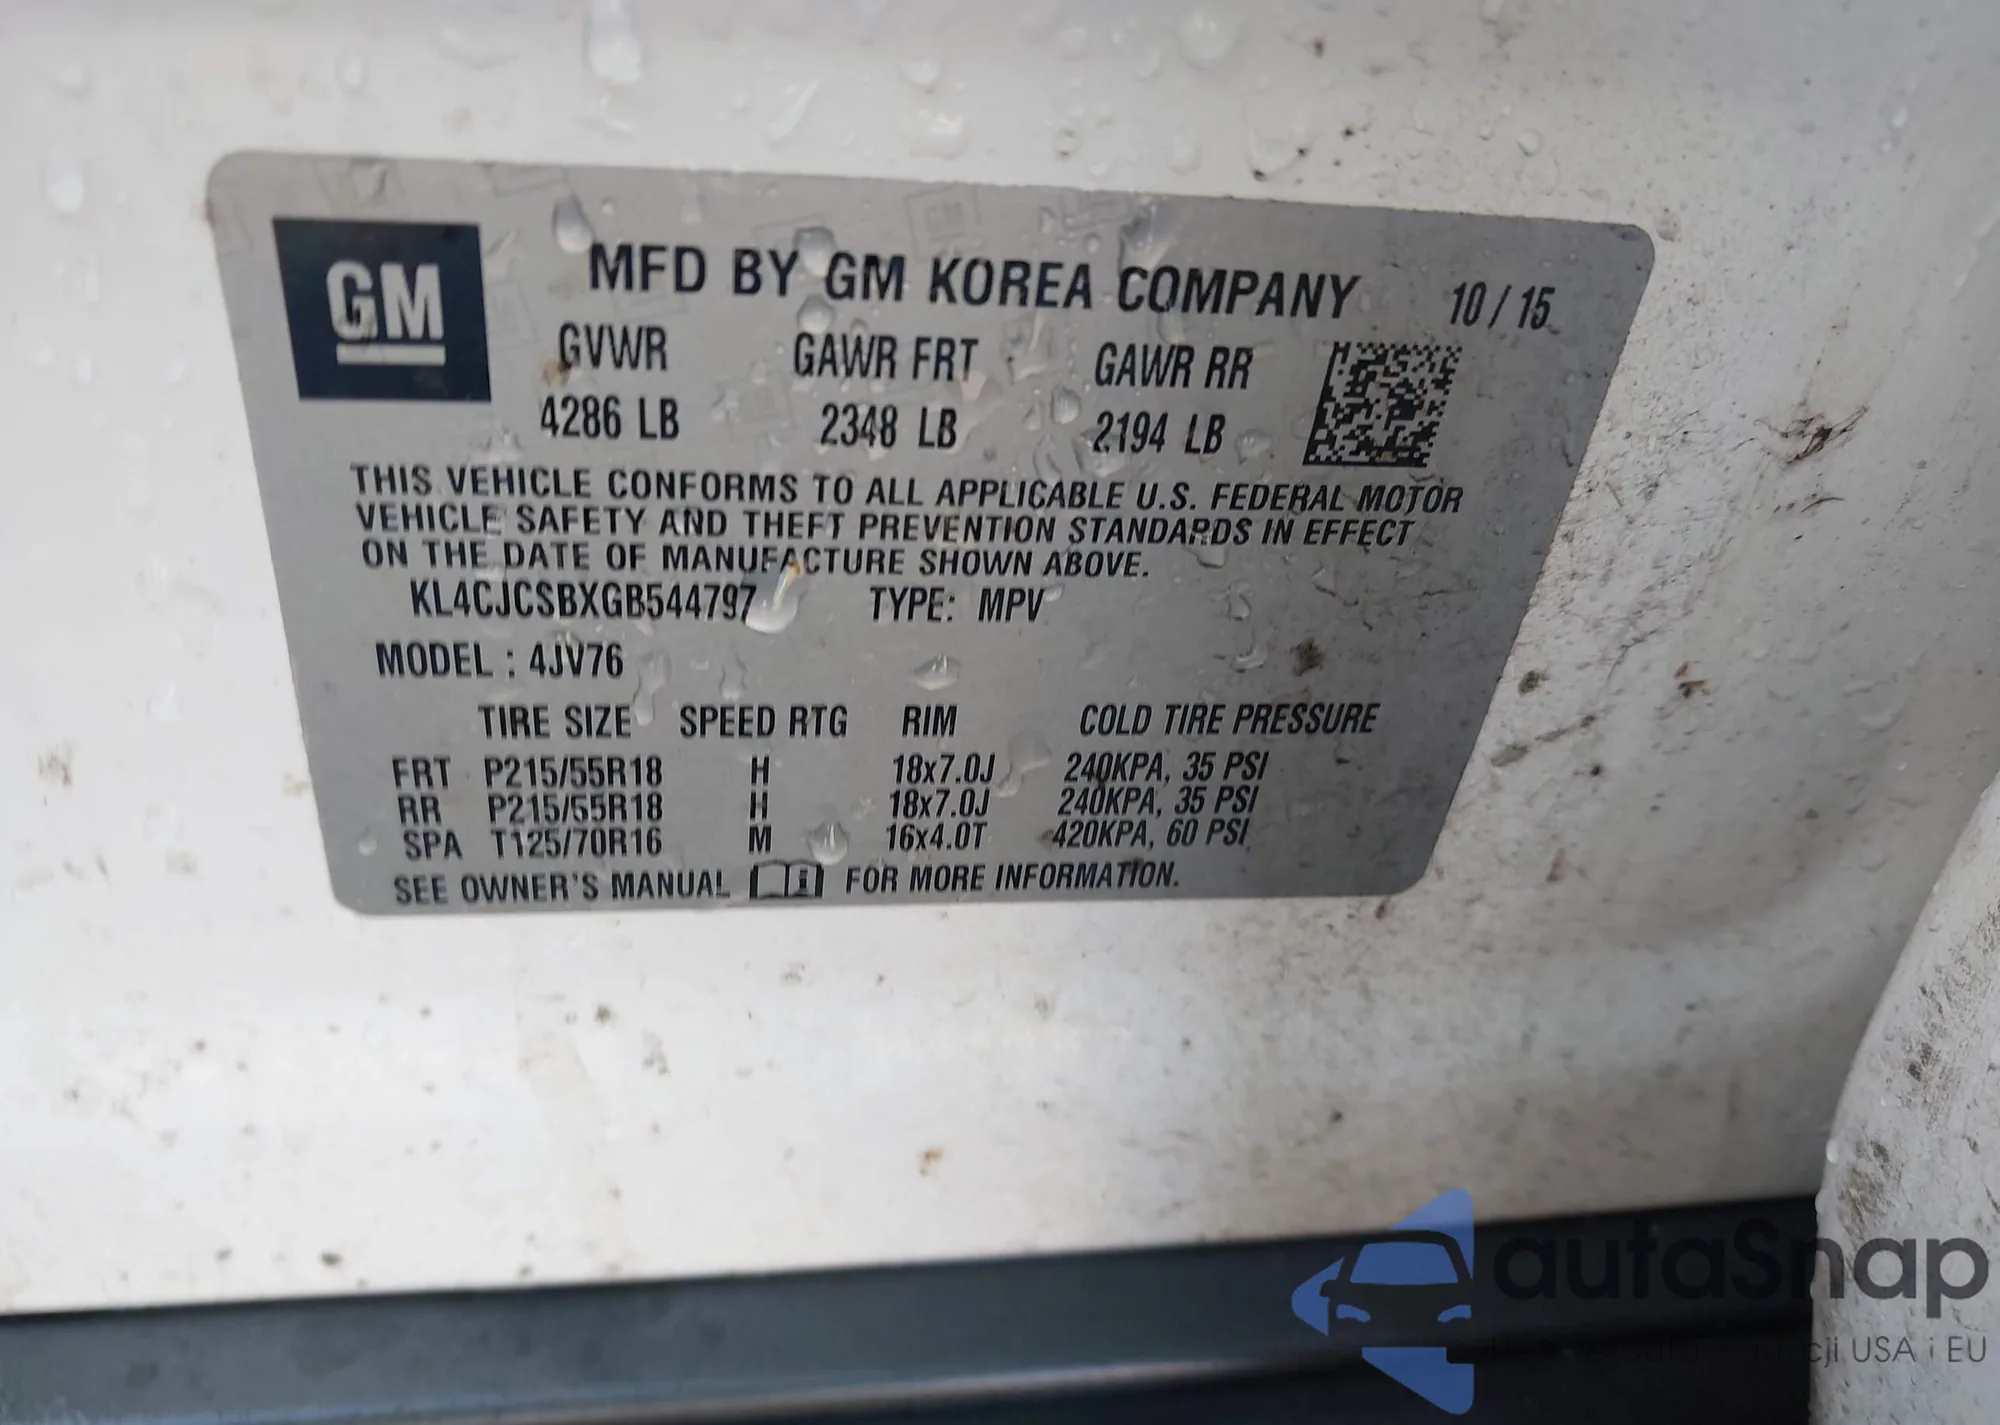 GM
MFD BY GM KOREA COMPANY 10/15
GVWR GAWR FRT GAWR RR
4286 LB 2348 LB 2194 LB
THIS VEHICLE CONFORMS TO ALL APPLICABLE U.S. FEDERAL MOTOR
VEHICLE SAFETY AND THEFT PREVENTION STANDARDS IN EFFECT
ON THE DATE OF MANUFACTURE SHOWN ABOVE.
KL4CJCSBXGB544797 TYPE: MPV
MODEL : 4JV76
TIRE SIZE SPEED RTG RIM COLD TIRE PRESSURE
FRT P215/55R18 H 18x7.0J 240KPA, 35 PSI
RR P215/55R18 H 18x7.0J 240KPA, 35 PSI
SPA T125/70R16 M 16x4.0T 420KPA, 60 PSI
SEE OWNER'S MANUAL FOR MORE INFORMATION.
autaSnap
USA i EU